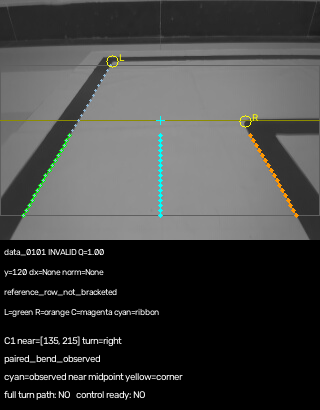 L
R
data_0101 INVALID Q=1.00
y=120 dx=None norm=None
reference_row_not_bracketed
L=green R=orange C=magenta cyan=ribbon
C1 near=[135, 215] turn=right
paired_bend_observed
cyan=observed near midpoint yellow=corner
full turn path: NO control ready: NO